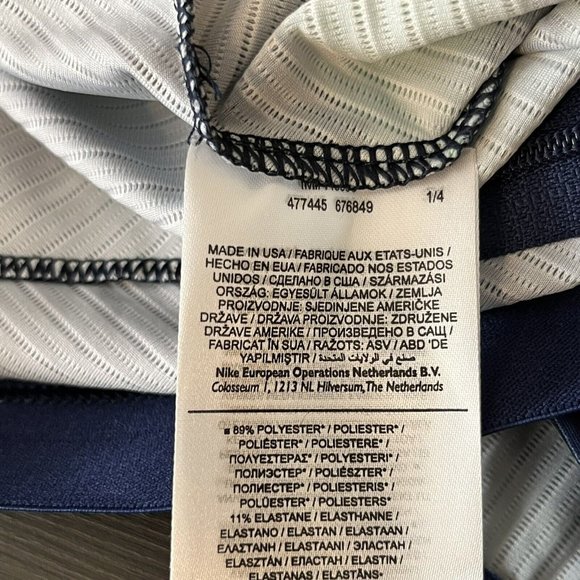 477445 676849 1/4
MADE IN USA / FABRIQUE AUX ETATS-UNIS /
HECHO EN EUA / FABRICADO NOS ESTADOS
UNIDOS / СДЕЛАНО В США / SZÁRMAZÁSI
ORSZÁG: EGYESÜLT ÁLLAMOK / ZEMLJA
PROIZVODNJE: SJEDINJENE AMERIČKE
DRŽAVE / DRŽAVA PROIZVODNJE: ZDRUŽENE
DRŽAVE AMERIKE / ПРОИЗВЕДЕНО В САЩ /
FABRICAT ÎN SUA / RAŽOTS: ASV / ABD 'DE
YAPILMIŞTIR / صنع في الولايات المتحدة /
Nike European Operations Netherlands B.V.
Colosseum 1, 1213 NL Hilversum, The Netherlands
■ 89% POLYESTER* / POLIESTER* /
POLIÉSTER* / POLIESTERE* /
ΠΟΛΥΕΣΤΕΡΑΣ* / POLYESTERI* /
ПОЛИЭСТЕР* / POLIÉSZTER* /
ПОЛИЕСТЕР* / POLIESTERIS* /
POLÜESTER* / POLIESTERS*
11% ELASTANE / ELASTHANNE /
ELASTANO / ELASTAN / ELASTAAN /
ΕΛΑΣΤΑΝΗ / ELASTAANI / ЭЛАСТАН /
ELASZTÁN / ЕЛАСТАН / ELASTAN /
ELASTANAS / ELASTĀNS*